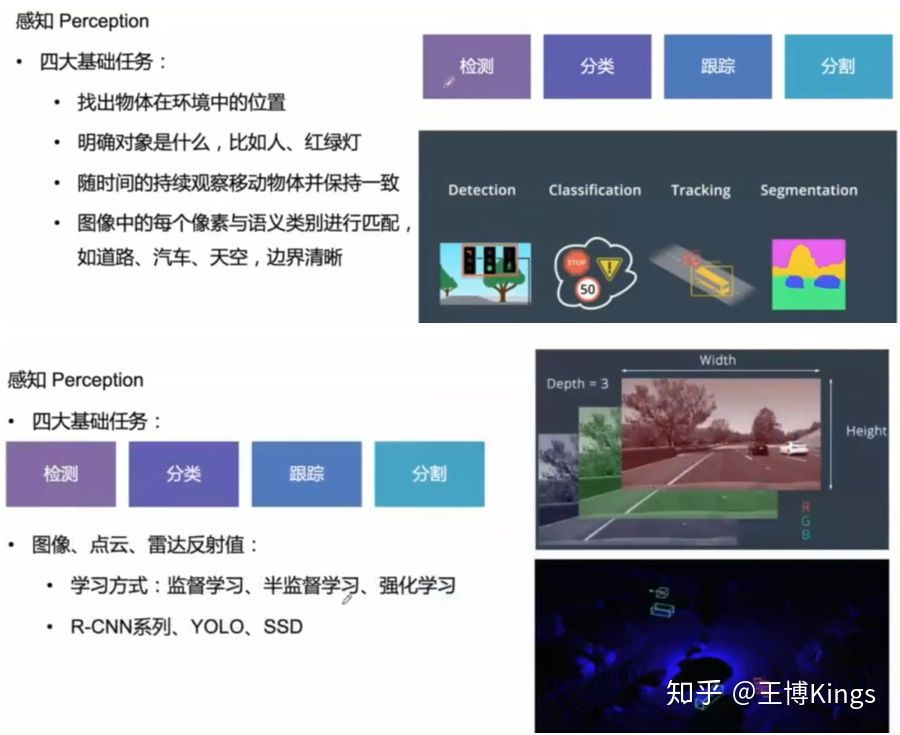 感知 Perception
• 四大基础任务：
• 找出物体在环境中的位置
• 明确对象是什么，比如人、红绿灯
• 随时间的持续观察移动物体并保持一致
• 图像中的每个像素与语义类别进行匹配，
如道路、汽车、天空，边界清晰
检测 分类 跟踪 分割
Detection Classification Tracking Segmentation
STOP
50
感知 Perception
• 四大基础任务：
检测 分类 跟踪 分割
• 图像、点云、雷达反射值：
• 学习方式：监督学习、半监督学习、强化学习
• R-CNN系列、YOLO、SSD
Width
Depth = 3
Height
R
G
B
知乎 @王博Kings